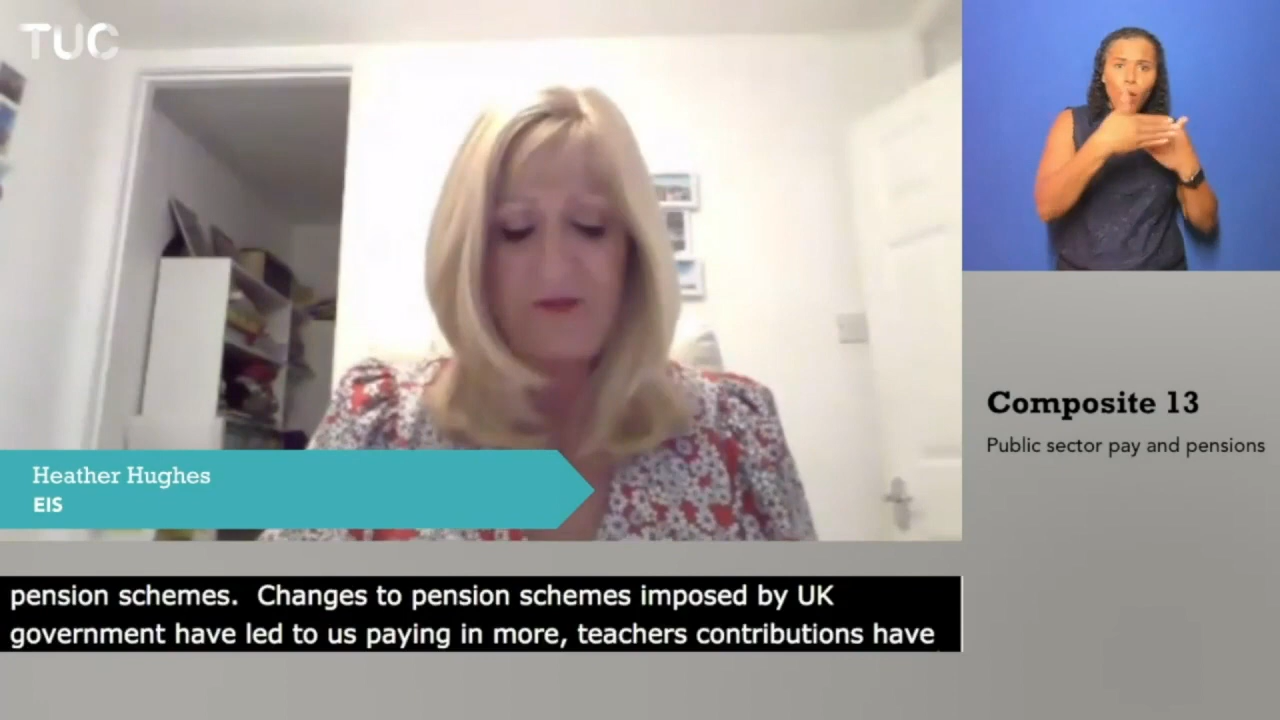 TUC
Heather Hughes
EIS
Composite 13
Public sector pay and pensions
pension schemes.  Changes to pension schemes imposed by UK
government have led to us paying in more, teachers contributions have